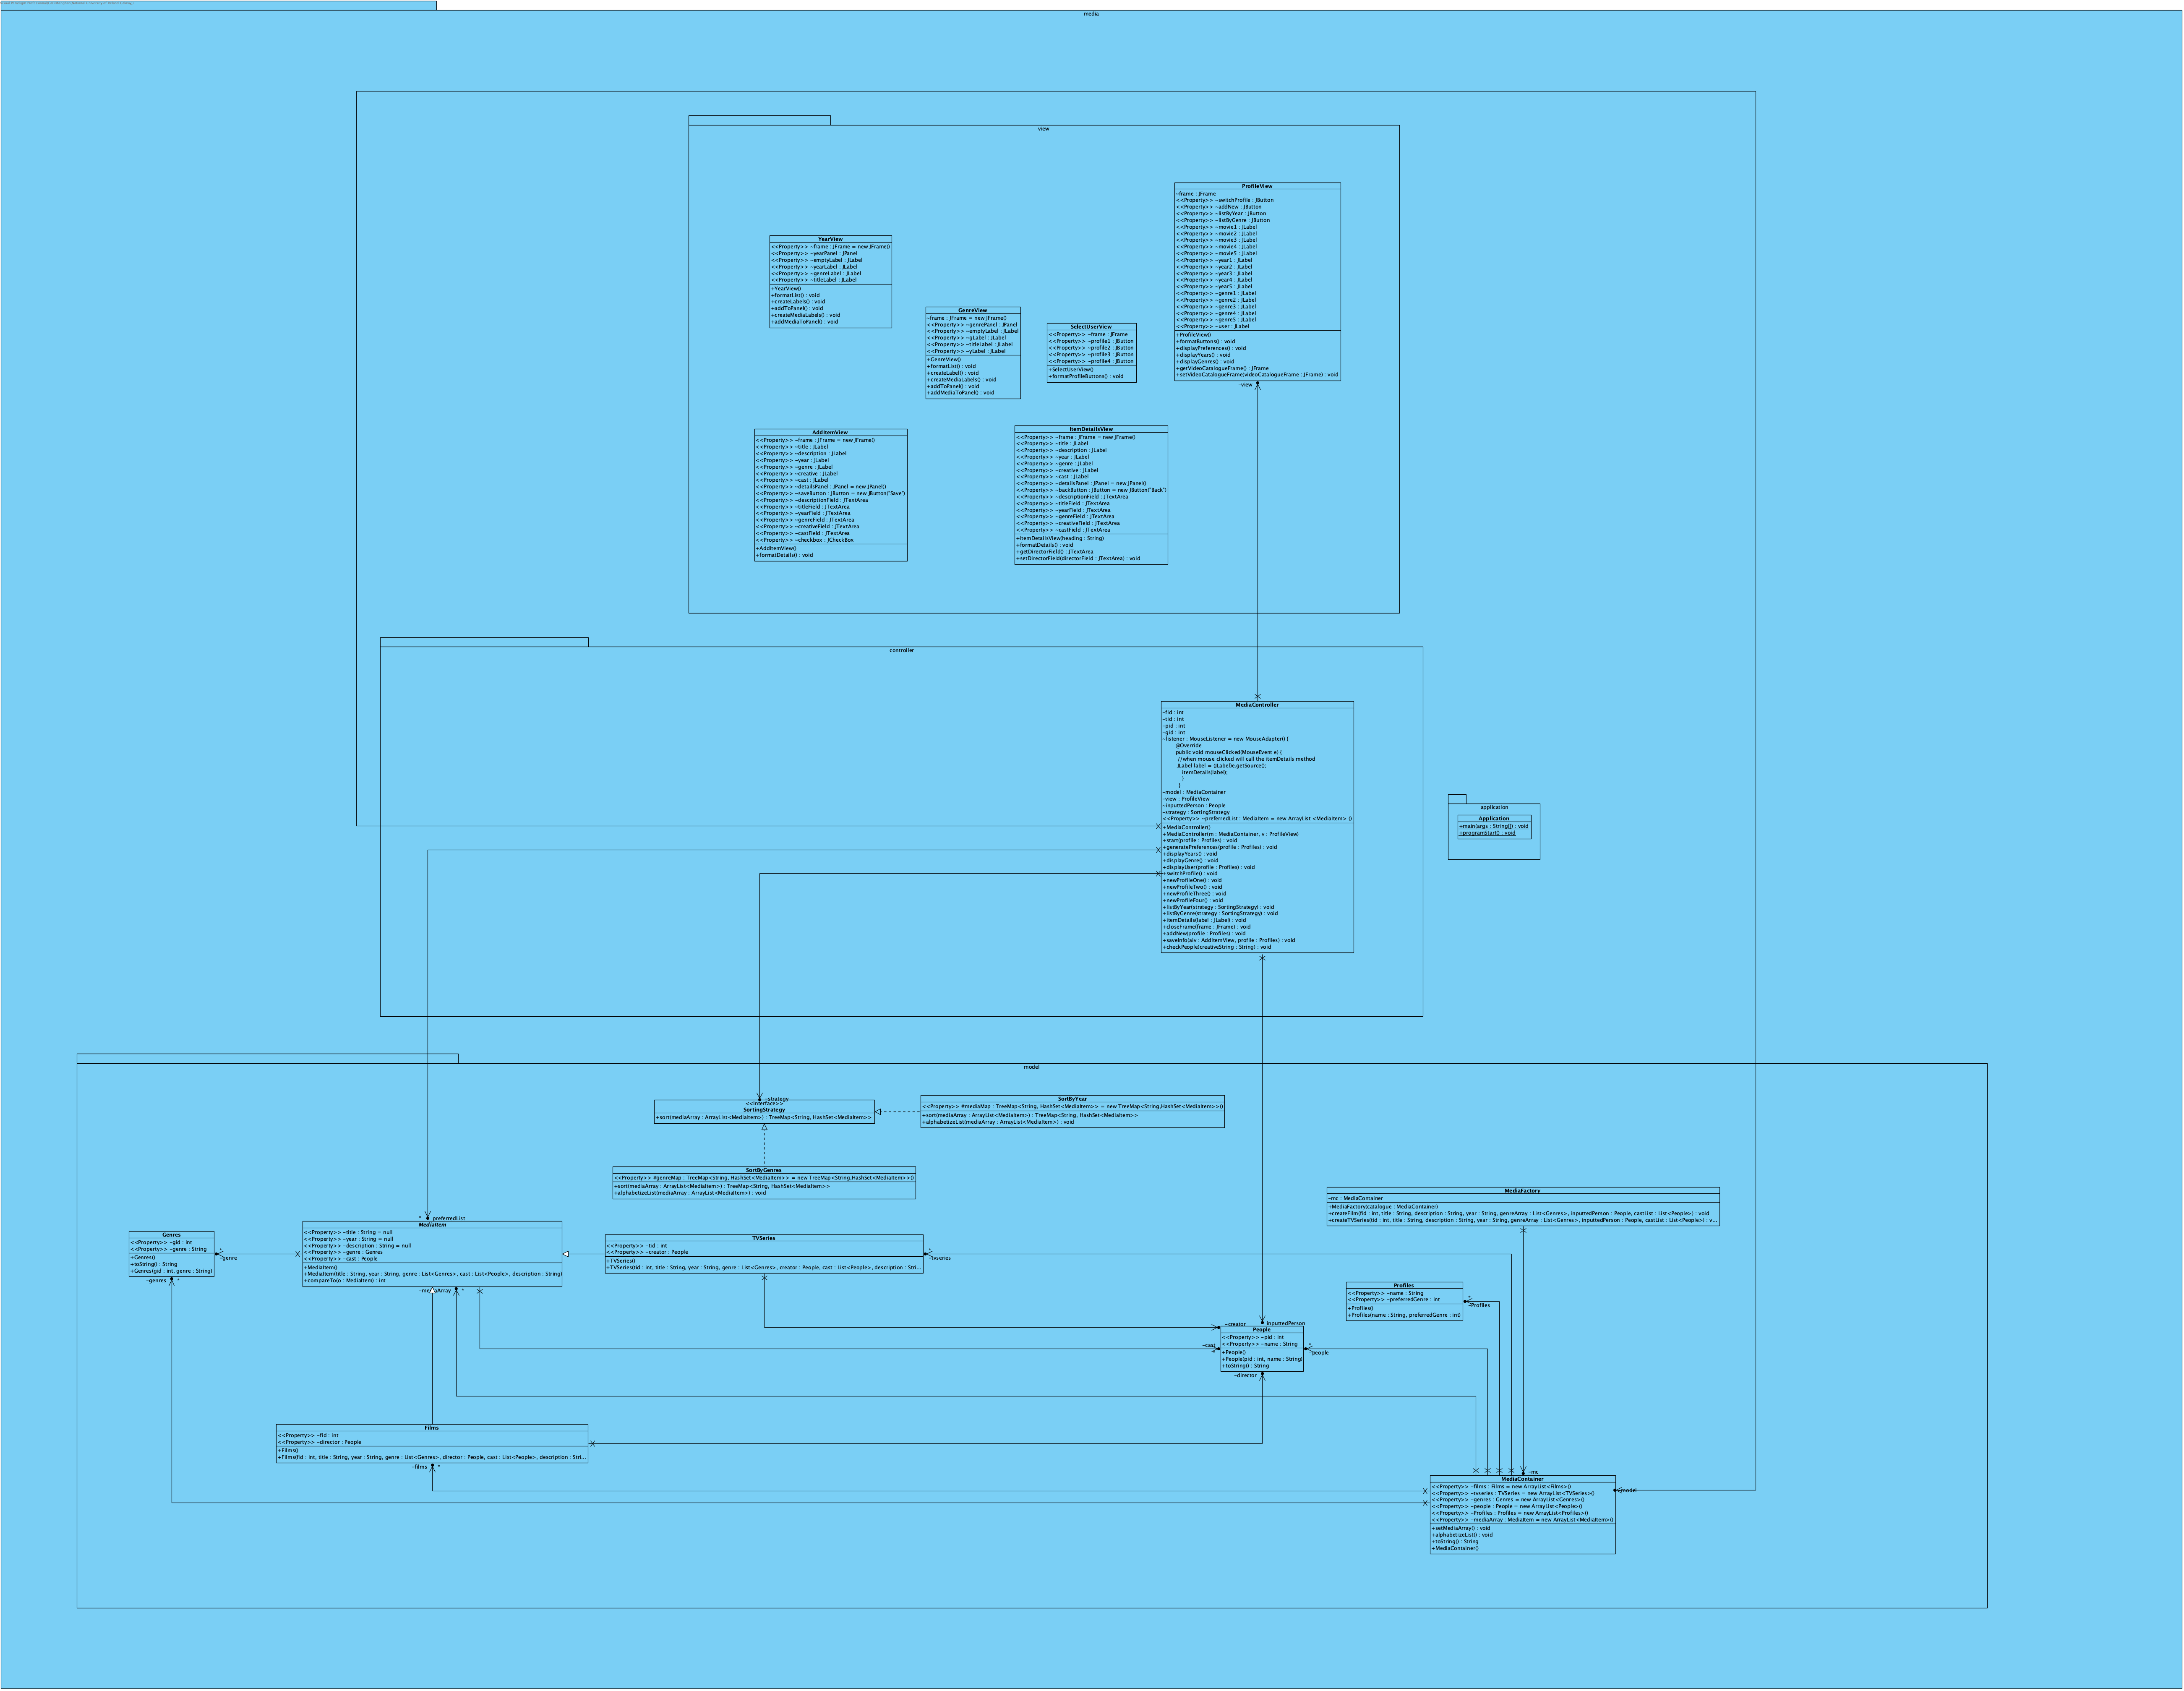 media
view
ProfileView
-frame : JFrame
<<Property>> -switchProfile : JButton
<<Property>> -addNew : JButton
<<Property>> -listByYear : JButton
<<Property>> -listByGenre : JButton
<<Property>> -movie1 : JLabel
<<Property>> -movie2 : JLabel
<<Property>> -movie3 : JLabel
<<Property>> -movie4 : JLabel
<<Property>> -movie5 : JLabel
<<Property>> -year1 : JLabel
<<Property>> -year2 : JLabel
<<Property>> -year3 : JLabel
<<Property>> -year4 : JLabel
<<Property>> -year5 : JLabel
<<Property>> -genre1 : JLabel
<<Property>> -genre2 : JLabel
<<Property>> -genre3 : JLabel
<<Property>> -genre4 : JLabel
<<Property>> -genre5 : JLabel
<<Property>> -user : JLabel
+ProfileView()
+formatButtons() : void
+displayPreferences() : void
+displayYears() : void
+displayGenres() : void
+getVideoCatalogueFrame() : JFrame
+setVideoCatalogueFrame(videoCatalogueFrame : JFrame) : void
-view
YearView
<<Property>> -frame : JFrame = new JFrame()
<<Property>> -yearPanel : JPanel
<<Property>> -emptyLabel : JLabel
<<Property>> -yearLabel : JLabel
<<Property>> -genreLabel : JLabel
<<Property>> -titleLabel : JLabel
+YearView()
+formatList() : void
+createLabels() : void
+addToPanel() : void
+createMediaLabels() : void
+addMediaToPanel() : void
GenreView
-frame : JFrame = new JFrame()
<<Property>> -genrePanel : JPanel
<<Property>> -emptyLabel : JLabel
<<Property>> -gLabel : JLabel
<<Property>> -titleLabel : JLabel
<<Property>> -yLabel : JLabel
+GenreView()
+formatList() : void
+createLabel() : void
+createMediaLabels() : void
+addToPanel() : void
+addMediaToPanel() : void
SelectUserView
<<Property>> -frame : JFrame
<<Property>> -profile1 : JButton
<<Property>> -profile2 : JButton
<<Property>> -profile3 : JButton
<<Property>> -profile4 : JButton
+SelectUserView()
+formatProfileButtons() : void
AddItemView
<<Property>> -frame : JFrame = new JFrame()
<<Property>> -title : JLabel
<<Property>> -description : JLabel
<<Property>> -year : JLabel
<<Property>> -genre : JLabel
<<Property>> -creative : JLabel
<<Property>> -cast : JLabel
<<Property>> -detailsPanel : JPanel = new JPanel()
<<Property>> -saveButton : JButton = new JButton("Save")
<<Property>> -descriptionField : JTextArea
<<Property>> -titleField : JTextArea
<<Property>> -yearField : JTextArea
<<Property>> -genreField : JTextArea
<<Property>> -creativeField : JTextArea
<<Property>> -castField : JTextArea
<<Property>> -checkbox : JCheckBox
+AddItemView()
+formatDetails() : void
ItemDetailsView
<<Property>> -frame : JFrame = new JFrame()
<<Property>> -title : JLabel
<<Property>> -description : JLabel
<<Property>> -year : JLabel
<<Property>> -genre : JLabel
<<Property>> -creative : JLabel
<<Property>> -cast : JLabel
<<Property>> -detailsPanel : JPanel = new JPanel()
<<Property>> -backButton : JButton = new JButton("Back")
<<Property>> -descriptionField : JTextArea
<<Property>> -titleField : JTextArea
<<Property>> -yearField : JTextArea
<<Property>> -genreField : JTextArea
<<Property>> -creativeField : JTextArea
<<Property>> -castField : JTextArea
+ItemDetailsView(heading : String)
+formatDetails() : void
+getDirectorField() : JTextArea
+setDirectorField(directorField : JTextArea) : void
controller
MediaController
-fid : int
-tid : int
-pid : int
-gid : int
-listener : MouseListener = new MouseAdapter() {
@Override
public void mouseClicked(MouseEvent e) {
//when mouse clicked will call the itemDetails method
JLabel label = (JLabel)e.getSource();
itemDetails(label);
}
}
-model : MediaContainer
-view : ProfileView
-inputtedPerson : People
-strategy : SortingStrategy
<<Property>> -preferredList : MediaItem = new ArrayList <MediaItem> ()
+MediaController()
+MediaController(m : MediaContainer, v : ProfileView)
+start(profile : Profiles) : void
+generatePreferences(profile : Profiles) : void
+displayYears() : void
+displayGenre() : void
+displayUser(profile : Profiles) : void
+switchProfile() : void
+newProfileOne() : void
+newProfileTwo() : void
+newProfileThree() : void
+newProfileFour() : void
+listByYear(strategy : SortingStrategy) : void
+listByGenre(strategy : SortingStrategy) : void
+itemDetails(label : JLabel) : void
+closeFrame(frame : JFrame) : void
+addNew(profile : Profiles) : void
+saveInfo(aiv : AddItemView, profile : Profiles) : void
+checkPeople(creativeString : String) : void
application
Application
+main(args : String[]) : void
+programStart() : void
model
-strategy
<<Interface>>
SortingStrategy
+sort(mediaArray : ArrayList<MediaItem>) : TreeMap<String, HashSet<MediaItem>>
SortByYear
<<Property>> #mediaMap : TreeMap<String, HashSet<MediaItem>> = new TreeMap<String,HashSet<MediaItem>>()
+sort(mediaArray : ArrayList<MediaItem>) : TreeMap<String, HashSet<MediaItem>>
+alphabetizeList(mediaArray : ArrayList<MediaItem>) : void
SortByGenres
<<Property>> #genreMap : TreeMap<String, HashSet<MediaItem>> = new TreeMap<String,HashSet<MediaItem>>()
+sort(mediaArray : ArrayList<MediaItem>) : TreeMap<String, HashSet<MediaItem>>
+alphabetizeList(mediaArray : ArrayList<MediaItem>) : void
MediaFactory
-mc : MediaContainer
+MediaFactory(catalogue : MediaContainer)
+createFilm(fid : int, title : String, description : String, year : String, genreArray : List<Genres>, inputtedPerson : People, castList : List<People>) : void
+createTVSeries(tid : int, title : String, description : String, year : String, genreArray : List<Genres>, inputtedPerson : People, castList : List<People>) : v...
* preferredList
MediaItem
<<Property>> -title : String = null
<<Property>> -year : String = null
<<Property>> -description : String = null
<<Property>> -genre : Genres
<<Property>> -cast : People
+MediaItem()
+MediaItem(title : String, year : String, genre : List<Genres>, cast : List<People>, description : String)
+compareTo(o : MediaItem) : int
-mediaArray *
Genres
<<Property>> -gid : int
<<Property>> -genre : String
+Genres()
+toString() : String
+Genres(gid : int, genre : String)
*
-genre
-genres *
TVSeries
<<Property>> -tid : int
<<Property>> -creator : People
+TVSeries()
+TVSeries(tid : int, title : String, year : String, genre : List<Genres>, creator : People, cast : List<People>, description : Stri...
*
-tvseries
Profiles
<<Property>> -name : String
<<Property>> -preferredGenre : int
+Profiles()
+Profiles(name : String, preferredGenre : int)
*
-Profiles
-creator
inputtedPerson
People
<<Property>> -pid : int
<<Property>> -name : String
+People()
+People(pid : int, name : String)
+toString() : String
-cast
*
*
-people
-director
Films
<<Property>> -fid : int
<<Property>> -director : People
+Films()
+Films(fid : int, title : String, year : String, genre : List<Genres>, director : People, cast : List<People>, description : Stri...
-films *
-mc
MediaContainer
<<Property>> -films : Films = new ArrayList<Films>()
<<Property>> -tvseries : TVSeries = new ArrayList<TVSeries>()
<<Property>> -genres : Genres = new ArrayList<Genres>()
<<Property>> -people : People = new ArrayList<People>()
<<Property>> -Profiles : Profiles = new ArrayList<Profiles>()
<<Property>> -mediaArray : MediaItem = new ArrayList<MediaItem>()
+setMediaArray() : void
+alphabetizeList() : void
+toString() : String
+MediaContainer()
-model